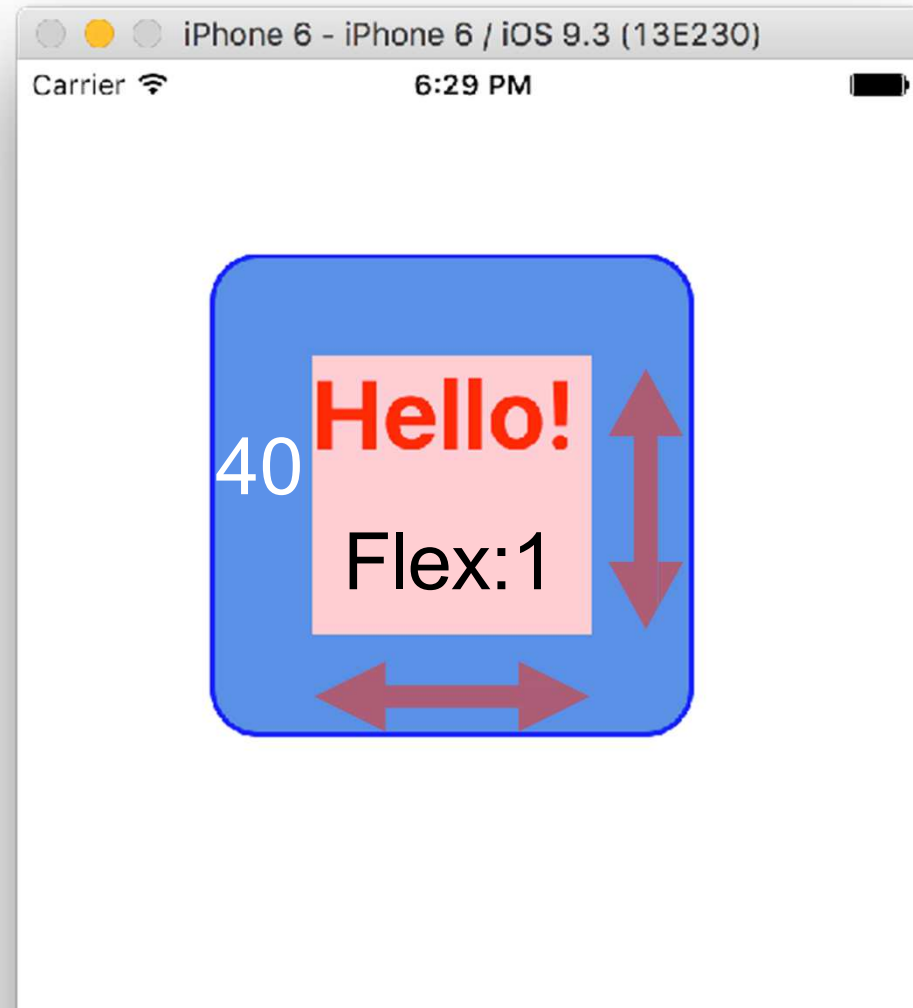 iPhone 6 - iPhone 6 / iOS 9.3 (13E230)
Carrier 6:29 PM
Hello!
40
Flex:1